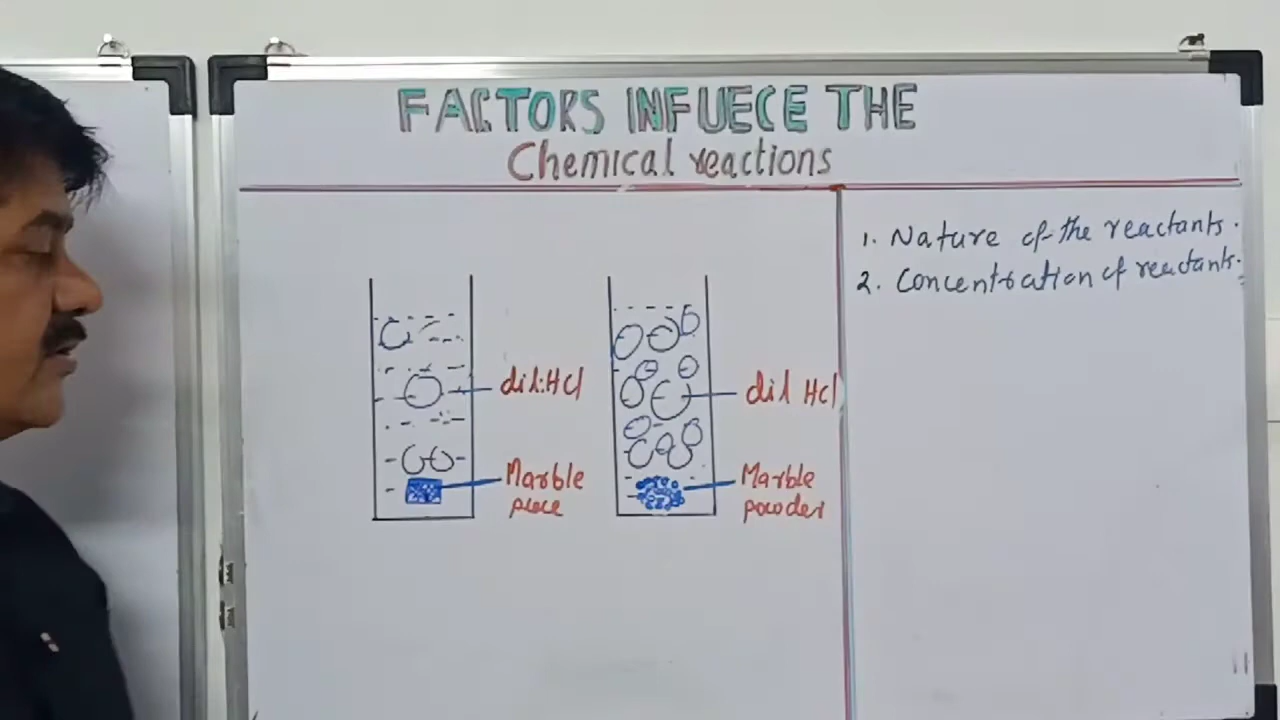 FACTORS INFUECE THE
Chemical reactions
1. Nature of the reactants.
2. Concentration of reactants.
dil:HCl
dil HCl
Marble
piece
Marble
powder